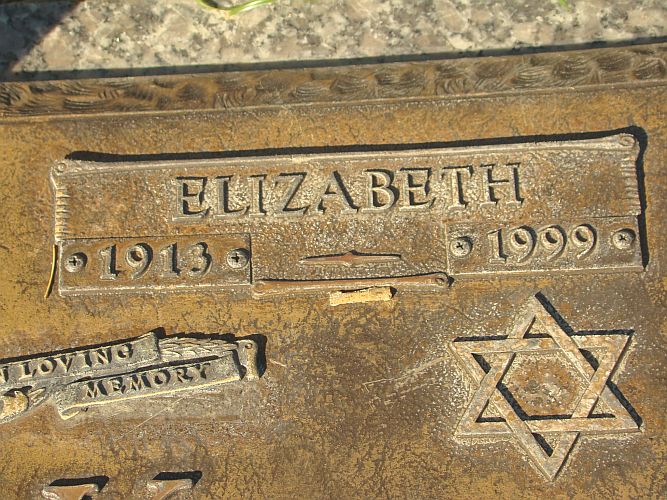 ELIZABETH
1913 1999
LOVING
MEMORY